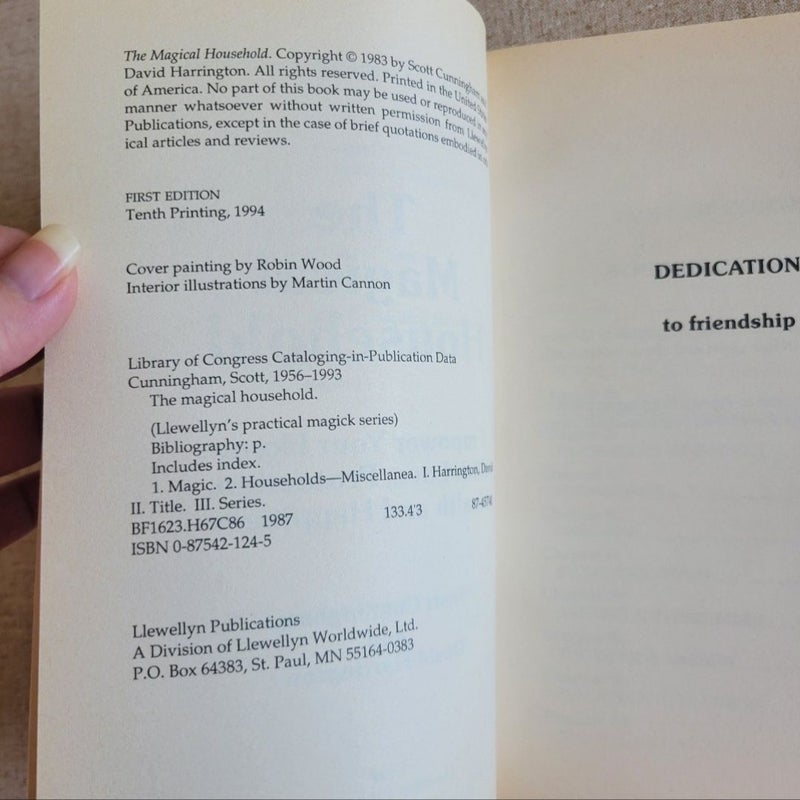 The Magical Household. Copyright © 1983 by Scott Cunningham
David Harrington. All rights reserved. Printed in the United States
of America. No part of this book may be used or reproduced in any
manner whatsoever without written permission from Llewellyn
Publications, except in the case of brief quotations embodied in
ical articles and reviews.
FIRST EDITION
Tenth Printing, 1994
Cover painting by Robin Wood
Interior illustrations by Martin Cannon
Library of Congress Cataloging-in-Publication Data
Cunningham, Scott, 1956–1993
The magical household.
(Llewellyn's practical magick series)
Bibliography: p.
Includes index.
1. Magic. 2. Households—Miscellanea. I. Harrington, David
II. Title. III. Series.
BF1623.H67C86 1987 133.4'3
ISBN 0-87542-124-5
Llewellyn Publications
A Division of Llewellyn Worldwide, Ltd.
P.O. Box 64383, St. Paul, MN 55164-0383
DEDICATION
to friendship